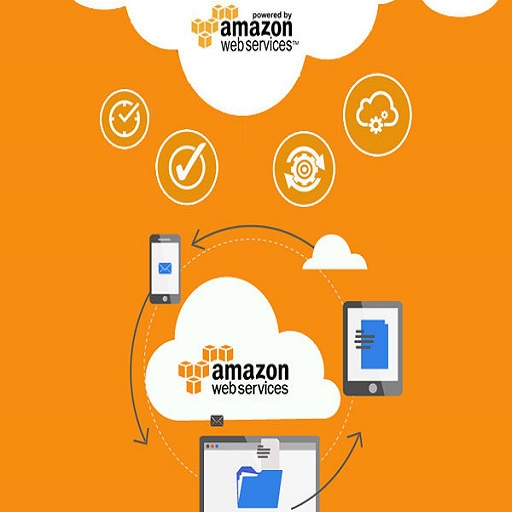 powered by
amazon
web services™
amazon
web services